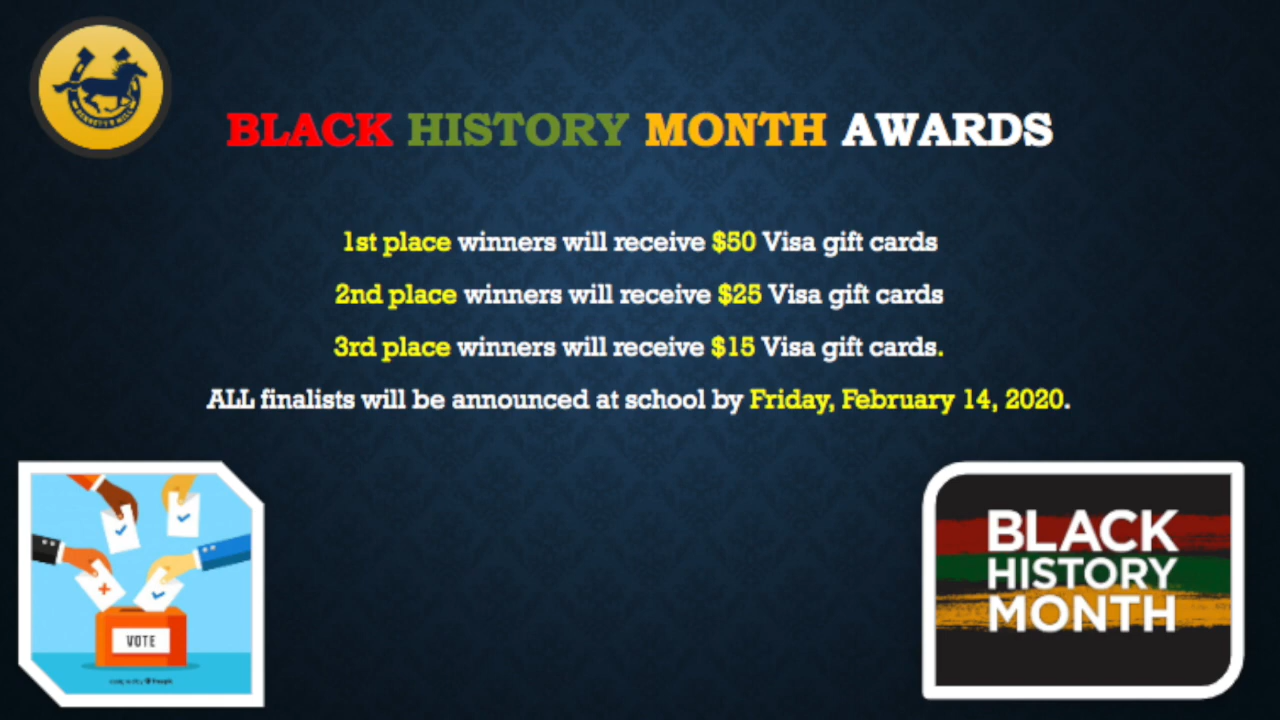 BLACK HISTORY MONTH AWARDS
1st place winners will receive $50 Visa gift cards
2nd place winners will receive $25 Visa gift cards
3rd place winners will receive $15 Visa gift cards.
ALL finalists will be announced at school by Friday, February 14, 2020.
VOTE
BLACK
HISTORY
MONTH